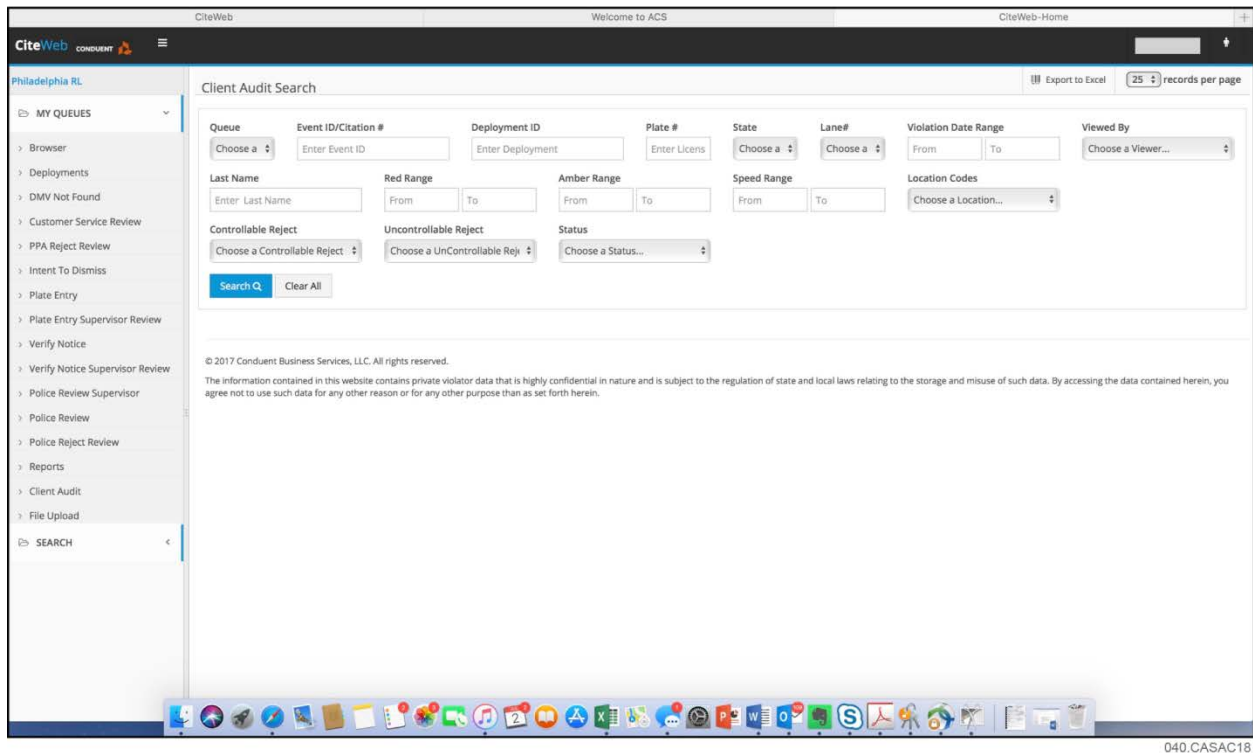 CiteWeb
Welcome to ACS
CiteWeb-Home
CiteWeb CONDUENT
Philadelphia RL
MY QUEUES
Browser
Deployments
DMV Not Found
Customer Service Review
PPA Reject Review
Intent To Dismiss
Plate Entry
Plate Entry Supervisor Review
Verify Notice
Verify Notice Supervisor Review
Police Review Supervisor
Police Review
Police Reject Review
Reports
Client Audit
File Upload
SEARCH
Client Audit Search
Export to Excel
25 records per page
Queue Event ID/Citation # Deployment ID Plate # State Lane# Violation Date Range Viewed By
Choose a Enter Event ID Enter Deployment Enter Licens Choose a Choose a From To Choose a Viewer...
Last Name Red Range Amber Range Speed Range Location Codes
Enter Last Name From To From To From To Choose a Location...
Controllable Reject Uncontrollable Reject Status
Choose a Controllable Reject Choose a UnControllable Reje Choose a Status...
Search Clear All
© 2017 Conduent Business Services, LLC. All rights reserved.
The information contained in this website contains private violator data that is highly confidential in nature and is subject to the regulation of state and local laws relating to the storage and misuse of such data. By accessing the data contained herein, you
agree not to use such data for any other reason or for any other purpose than as set forth herein.
2
040.CASAC18